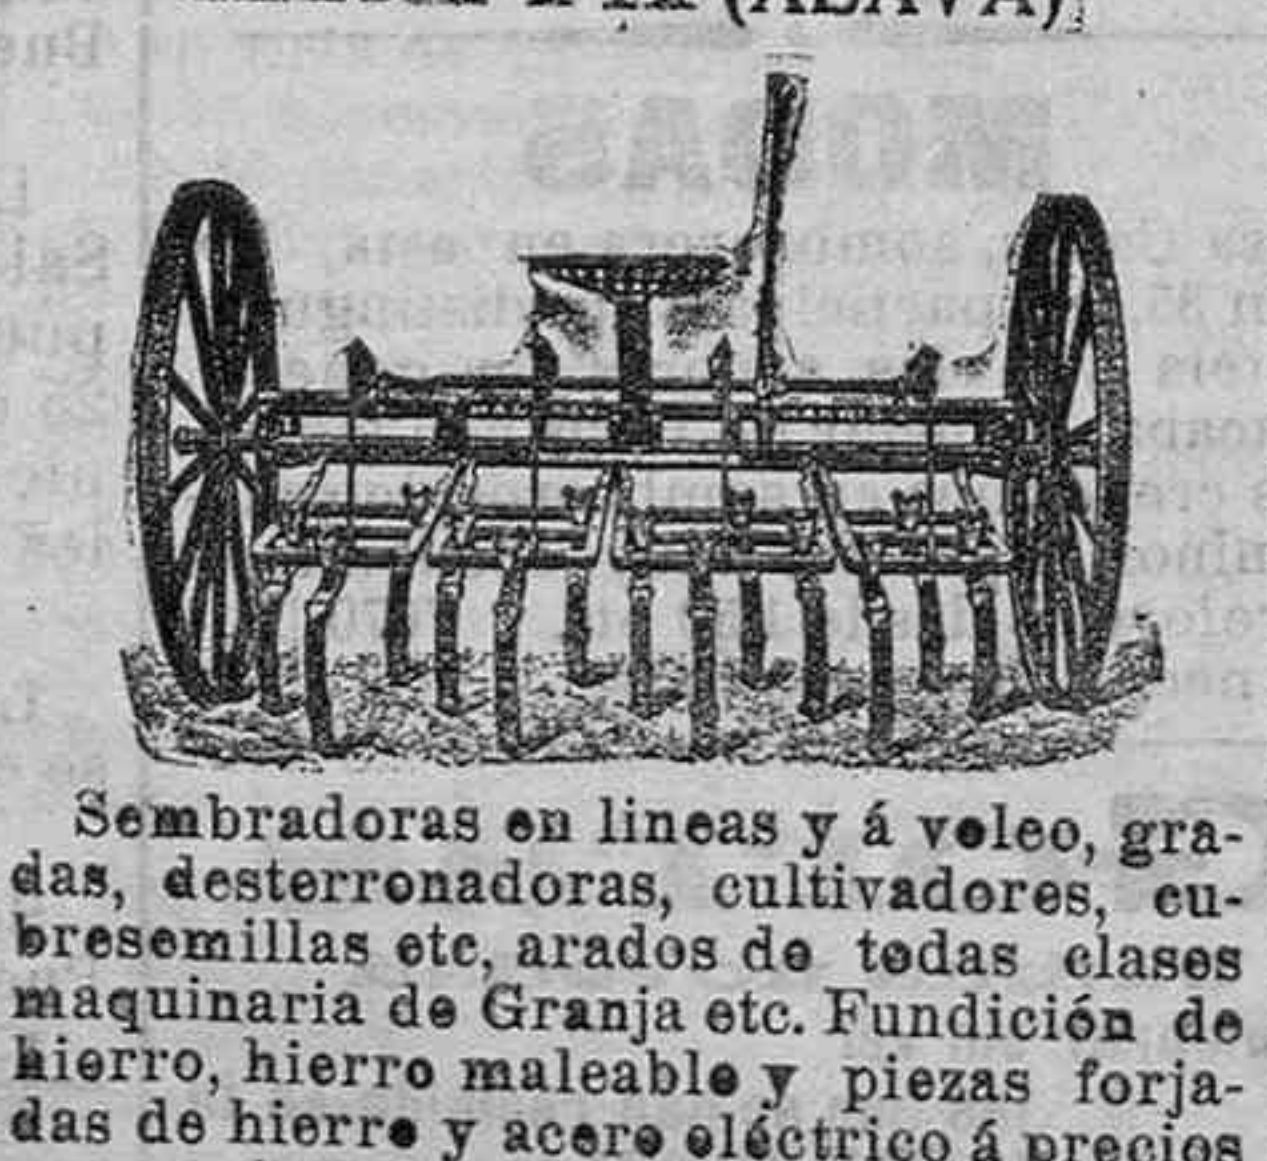 (ALAVA)
Sembradoras en lineas y á voleo, gra-
das, desterronadoras, cultivadores, cu-
bresemillas etc, arados de todas clases
maquinaria de Granja etc. Fundición de
hierro, hierro maleable y piezas forja-
das de hierro y acero eléctrico á precios